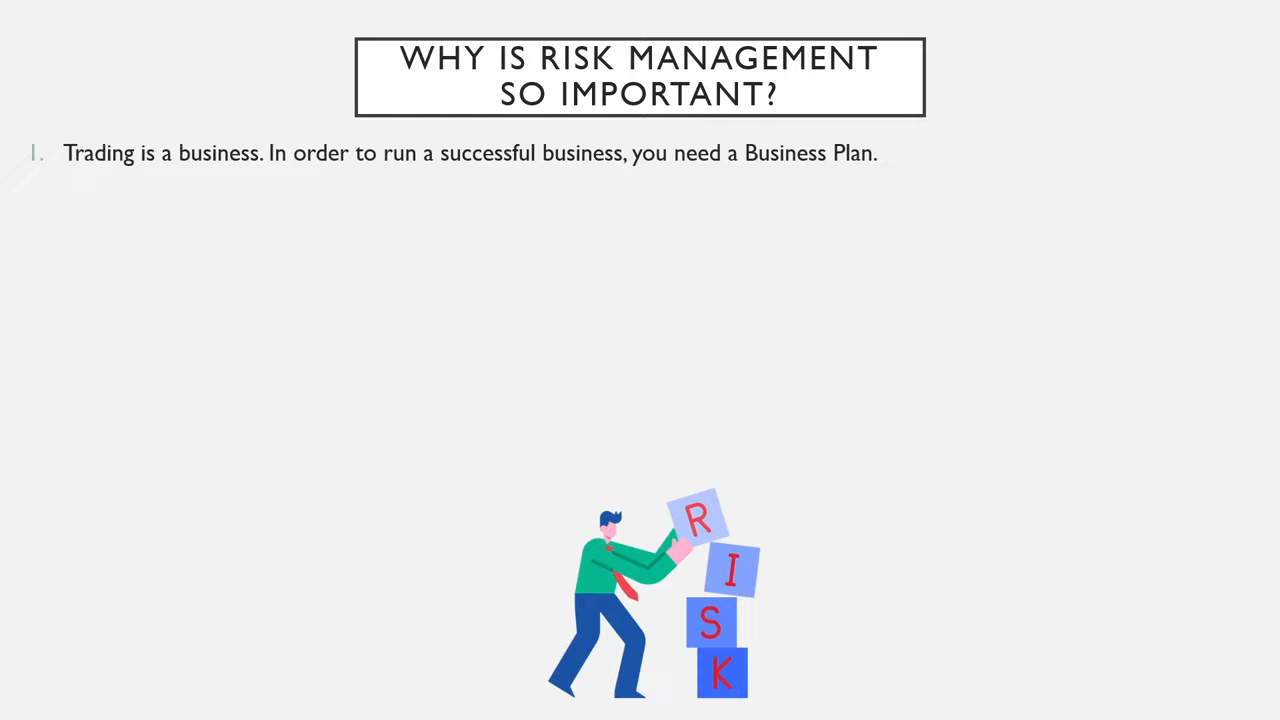 WHY IS RISK MANAGEMENT
SO IMPORTANT?
1. Trading is a business. In order to run a successful business, you need a Business Plan.
R
I
S
K